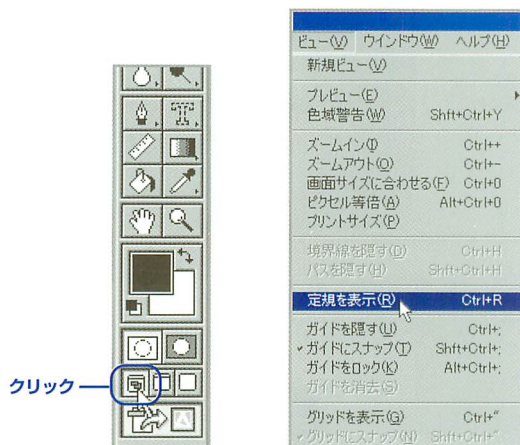 クリック
ビュー(V) ウインドウ(W) ヘルプ(H)
新規ビュー(V)
プレビュー(E)
色域警告(W) Shft+Ctrl+Y
ズームイン(I) Ctrl++
ズームアウト(O) Ctrl+-
画面サイズに合わせる(F) Ctrl+0
ピクセル等倍(A) Alt+Ctrl+0
プリントサイズ(P)
境界線を隠す(D) Ctrl+H
パスを隠す(H) Shft+Ctrl+H
定規を表示(R) Ctrl+R
ガイドを隠す(U) Ctrl+;
ガイドにスナップ(T) Shft+Ctrl+;
ガイドをロック(K) Alt+Ctrl+;
ガイドを消去(S)
グリッドを表示(G) Ctrl+"
グリッドにスナップ(N) Shft+Ctrl+"